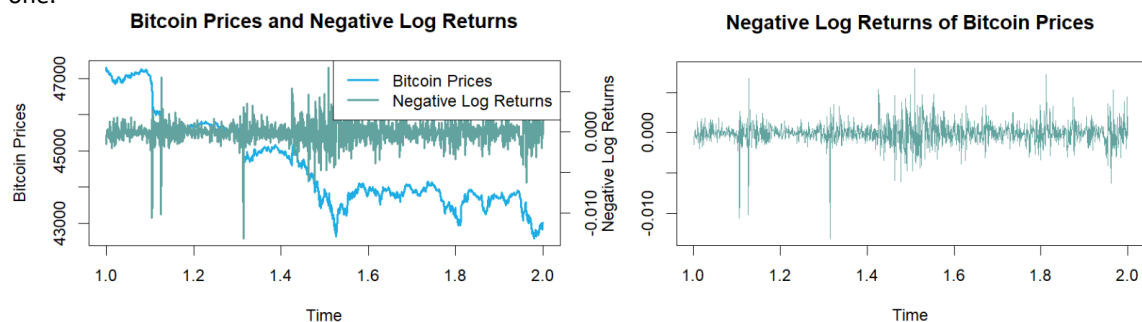 one.
Bitcoin Prices and Negative Log Returns
Bitcoin Prices
47000
45000
43000
Bitcoin Prices
Negative Log Returns
0.000
-0.010
Negative Log Returns
1.0 1.2 1.4 1.6 1.8 2.0
Time
Negative Log Returns of Bitcoin Prices
0.000
-0.010
1.0 1.2 1.4 1.6 1.8 2.0
Time